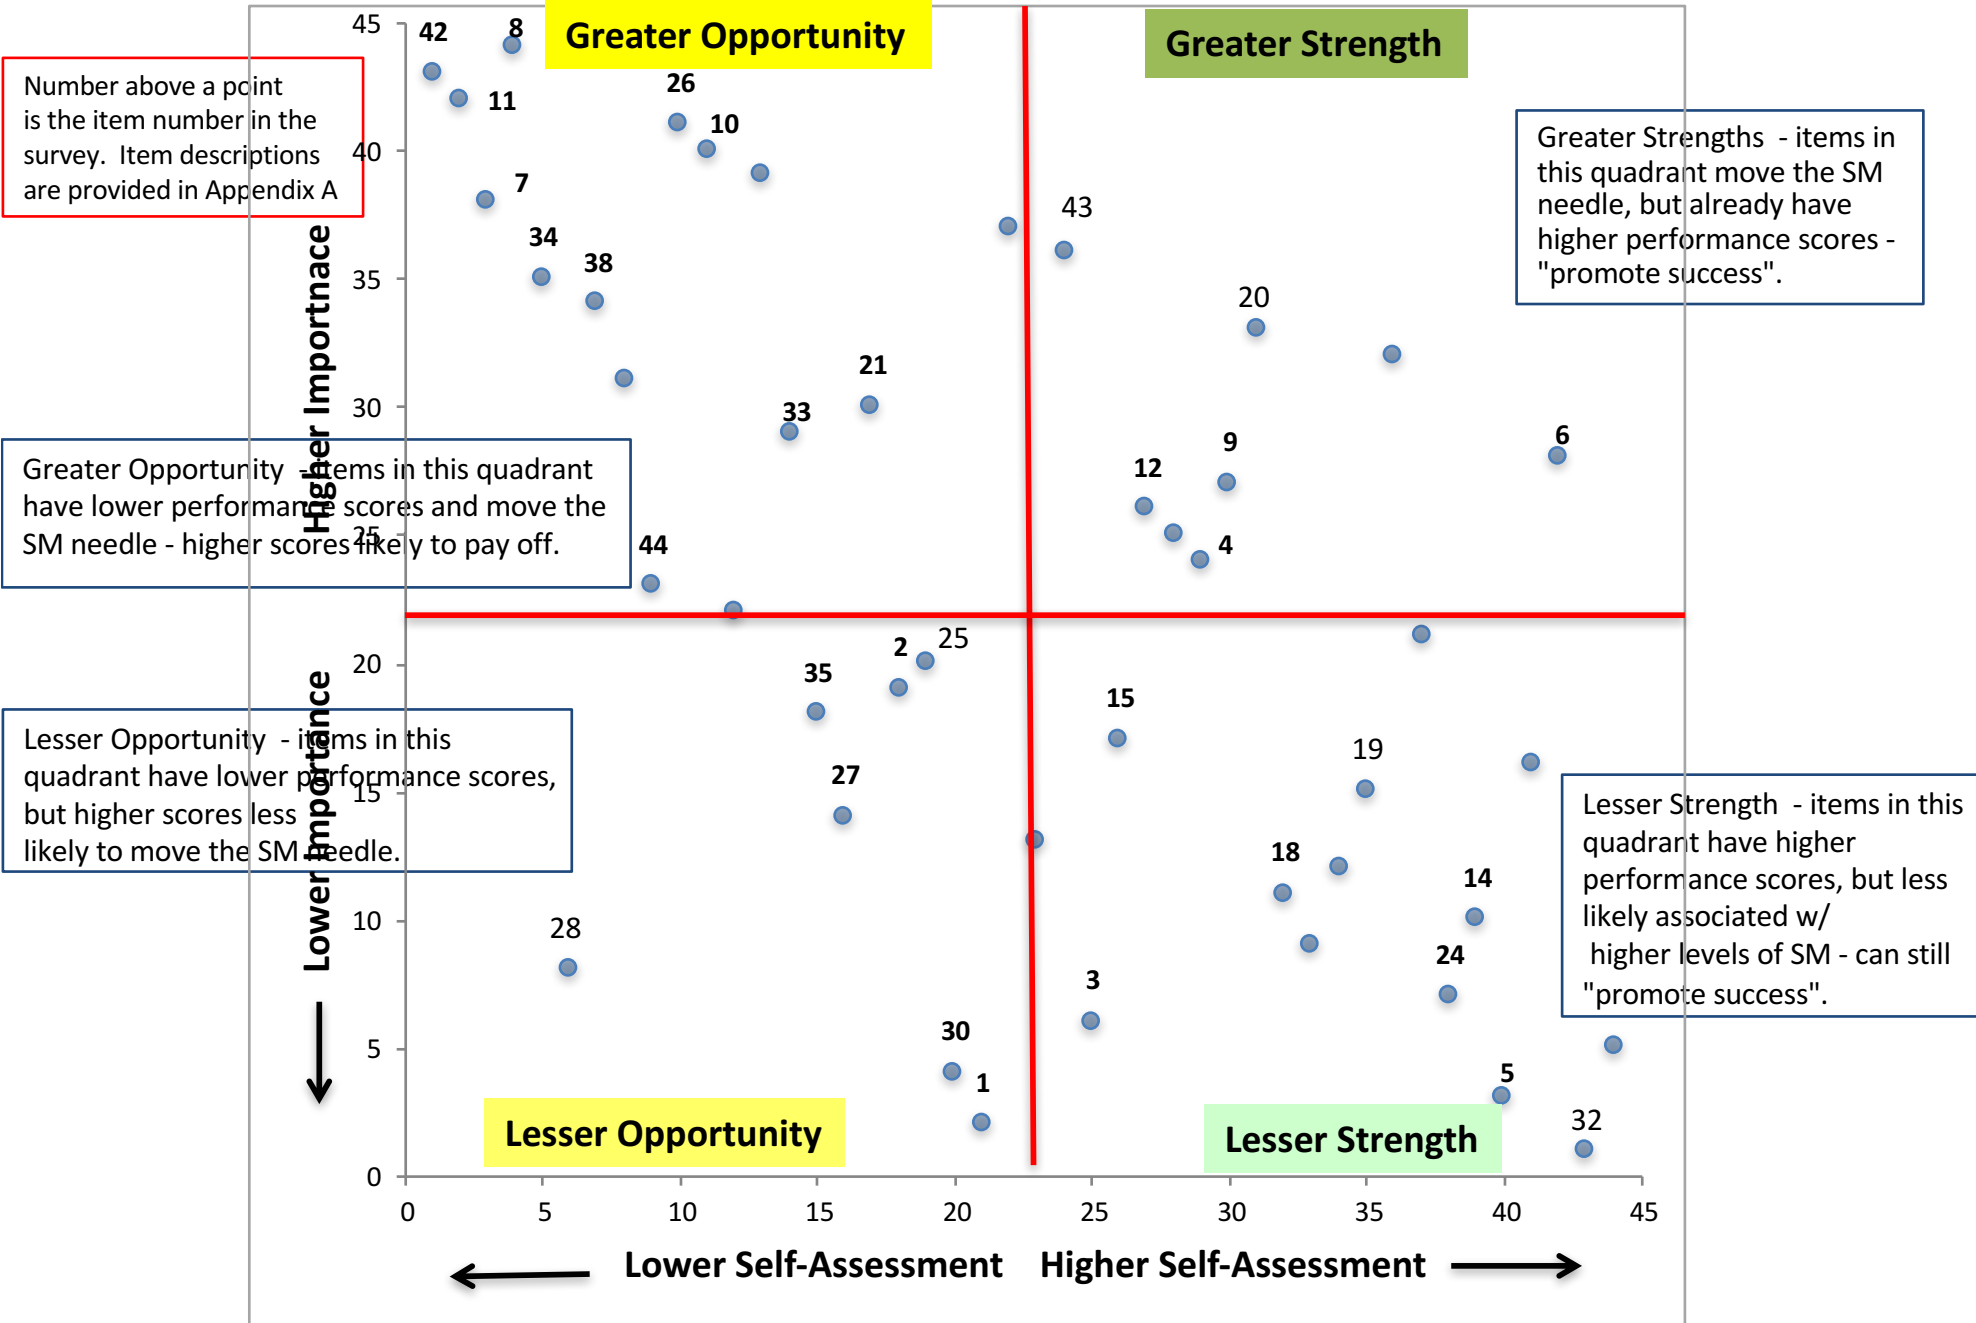 Greater Opportunity
Greater Strength
Number above a point
is the item number in the
survey.  Item descriptions
are provided in Appendix A
Greater Strengths  - items in
this quadrant move the SM
needle, but already have
higher performance scores -
"promote success".
Greater Opportunity  - items in this quadrant
have lower performance scores and move the
SM needle - higher scores likely to pay off.
Lesser Opportunity  - items in this
quadrant have lower performance scores,
but higher scores less
likely to move the SM needle.
Lesser Strength  - items in this
quadrant have higher
performance scores, but less
likely associated w/
higher levels of SM - can still
"promote success".
Higher Importnace
Lower Importance
45
40
35
30
25
20
15
10
5
0
42
8
11
26
10
7
34
38
43
20
21
33
9
12
6
4
44
2
25
35
15
27
19
18
14
24
28
3
30
1
5
32
Lesser Opportunity
Lesser Strength
0
5
10
15
20
25
30
35
40
45
Lower Self-Assessment
Higher Self-Assessment